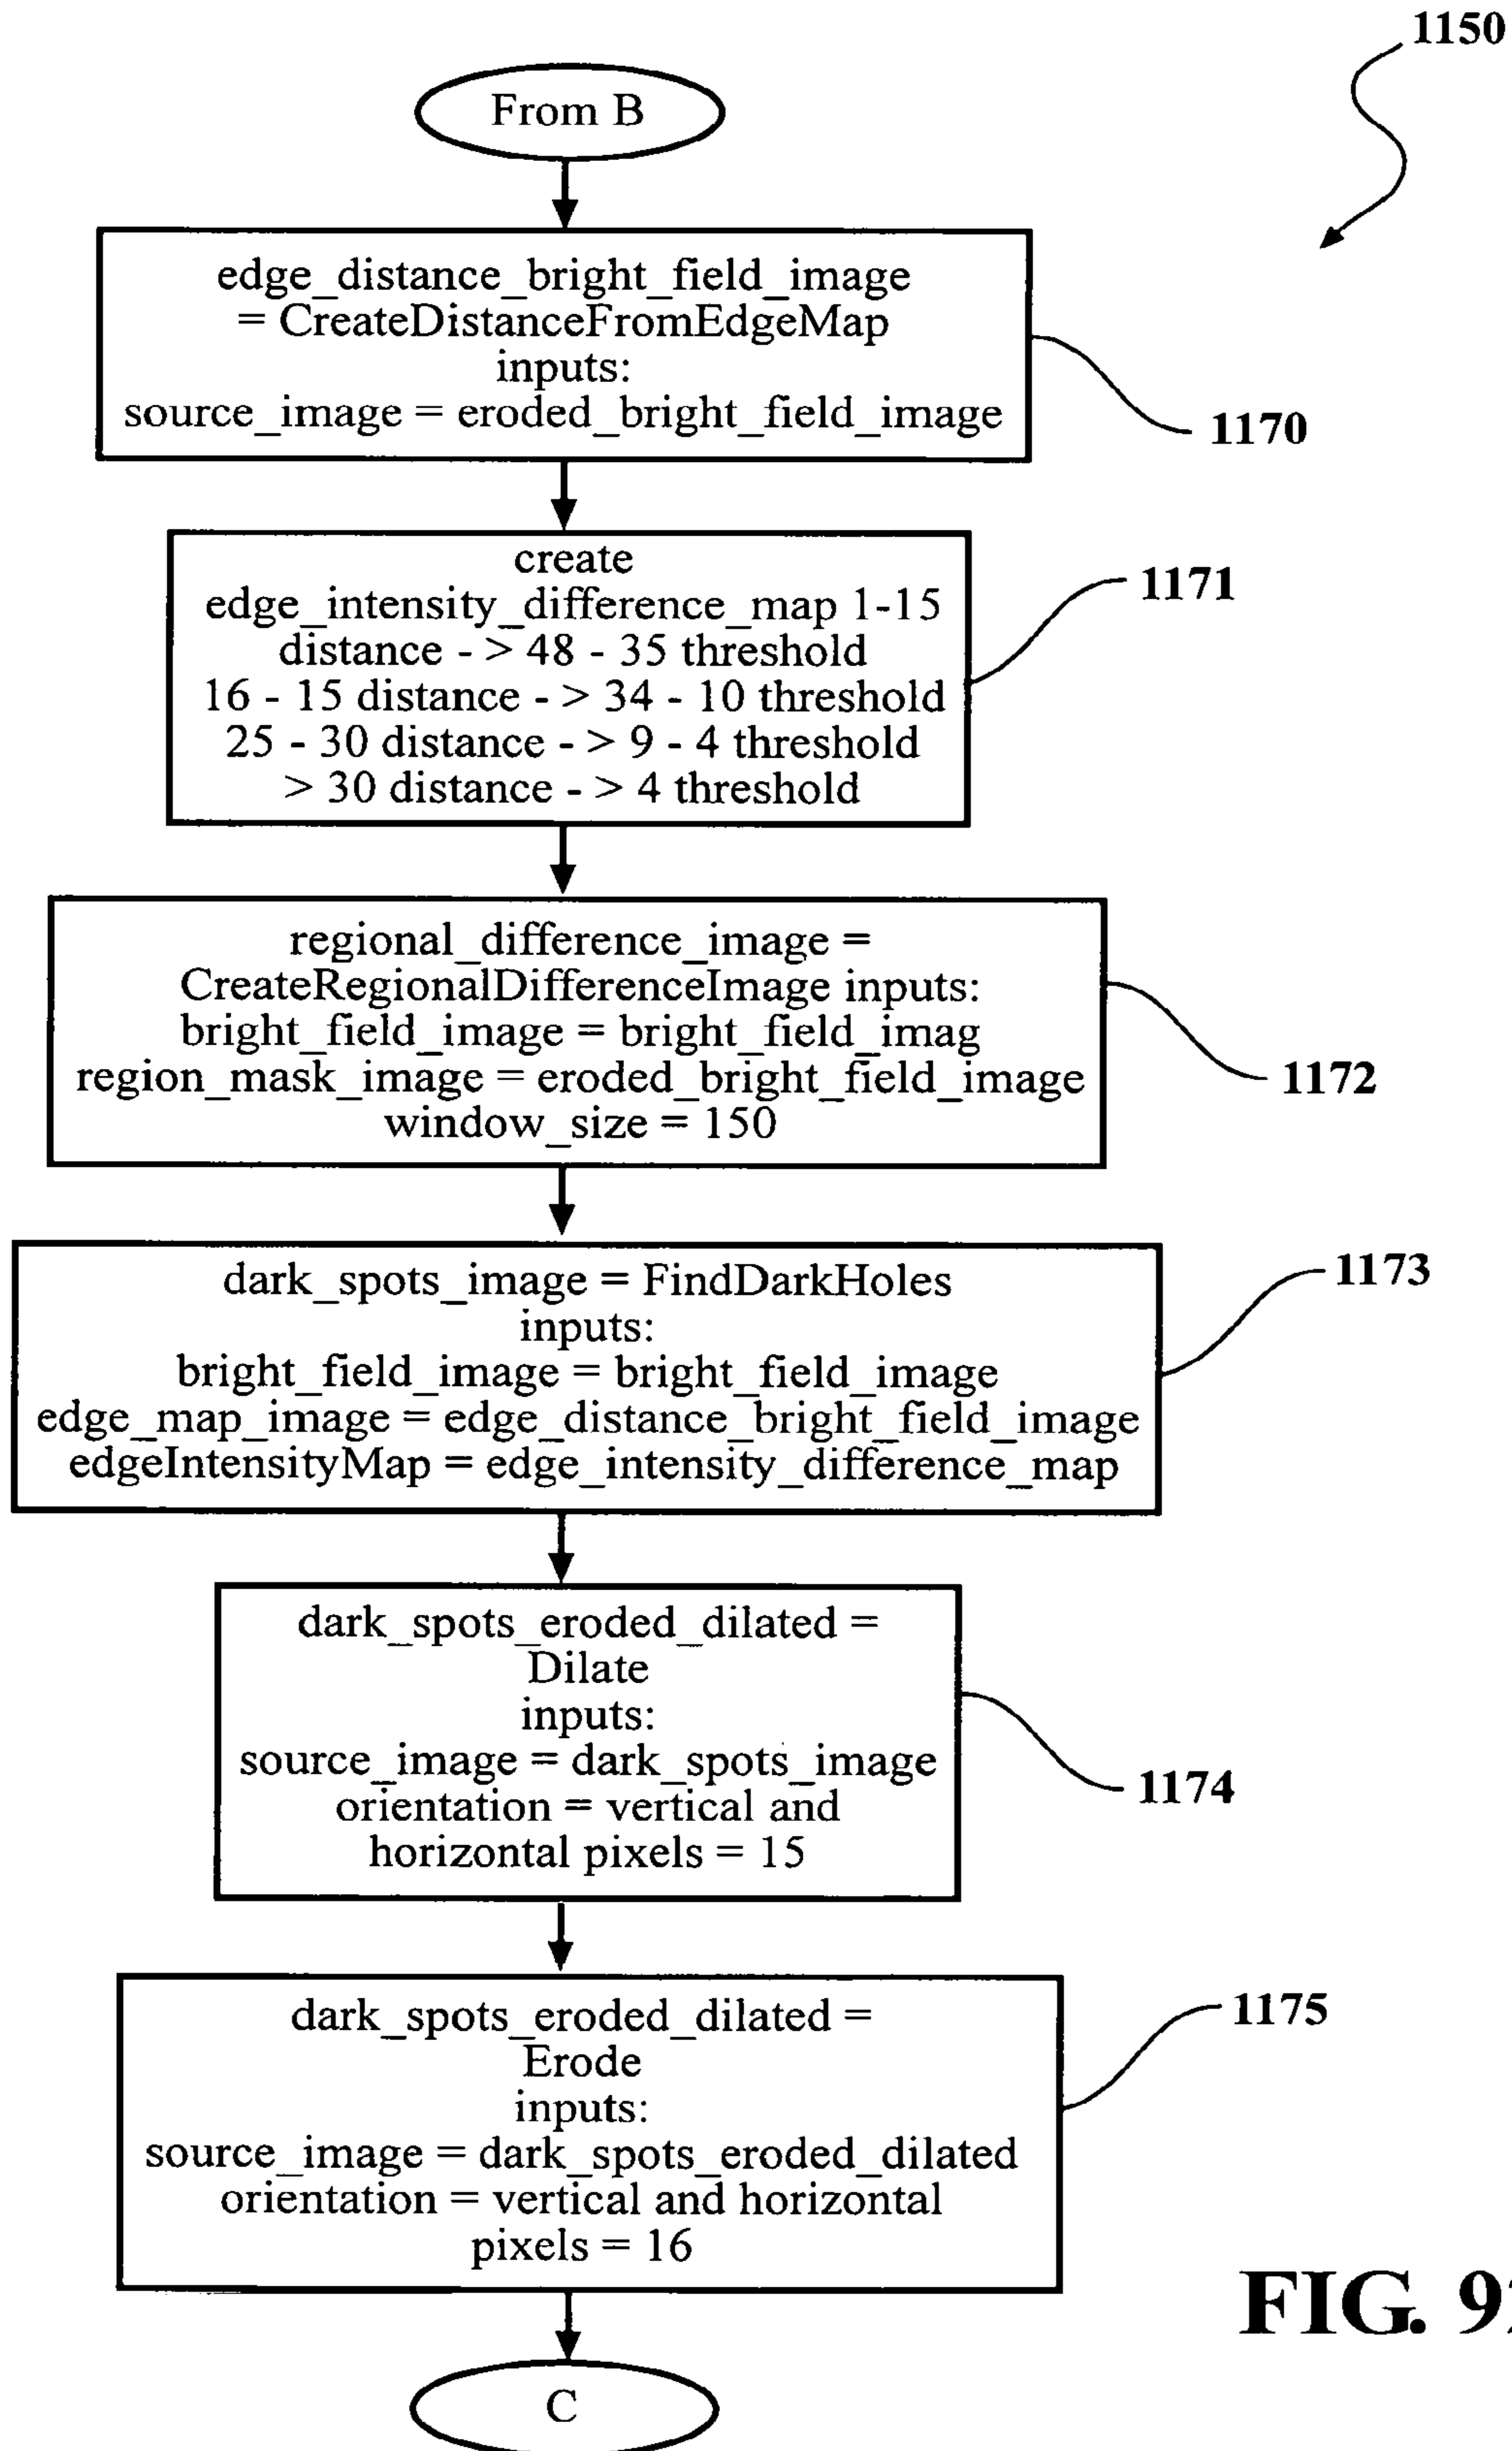 1150
From B
edge_distance_bright_field_image
= CreateDistanceFromEdgeMap
inputs:
source_image = eroded_bright_field_image
1170
create
edge_intensity_difference_map 1-15
distance - > 48 - 35 threshold
16 - 15 distance - > 34 - 10 threshold
25 - 30 distance - > 9 - 4 threshold
> 30 distance - > 4 threshold
1171
regional_difference_image =
CreateRegionalDifferenceImage inputs:
bright_field_image = bright_field_imag
region_mask_image = eroded_bright_field_image
window_size = 150
1172
dark_spots_image = FindDarkHoles
inputs:
bright_field_image = bright_field_image
edge_map_image = edge_distance_bright_field_image
edgeIntensityMap = edge_intensity_difference_map
1173
dark_spots_eroded_dilated =
Dilate
inputs:
source_image = dark_spots_image
orientation = vertical and
horizontal pixels = 15
1174
dark_spots_eroded_dilated =
Erode
inputs:
source_image = dark_spots_eroded_dilated
orientation = vertical and horizontal
pixels = 16
1175
C
FIG. 9